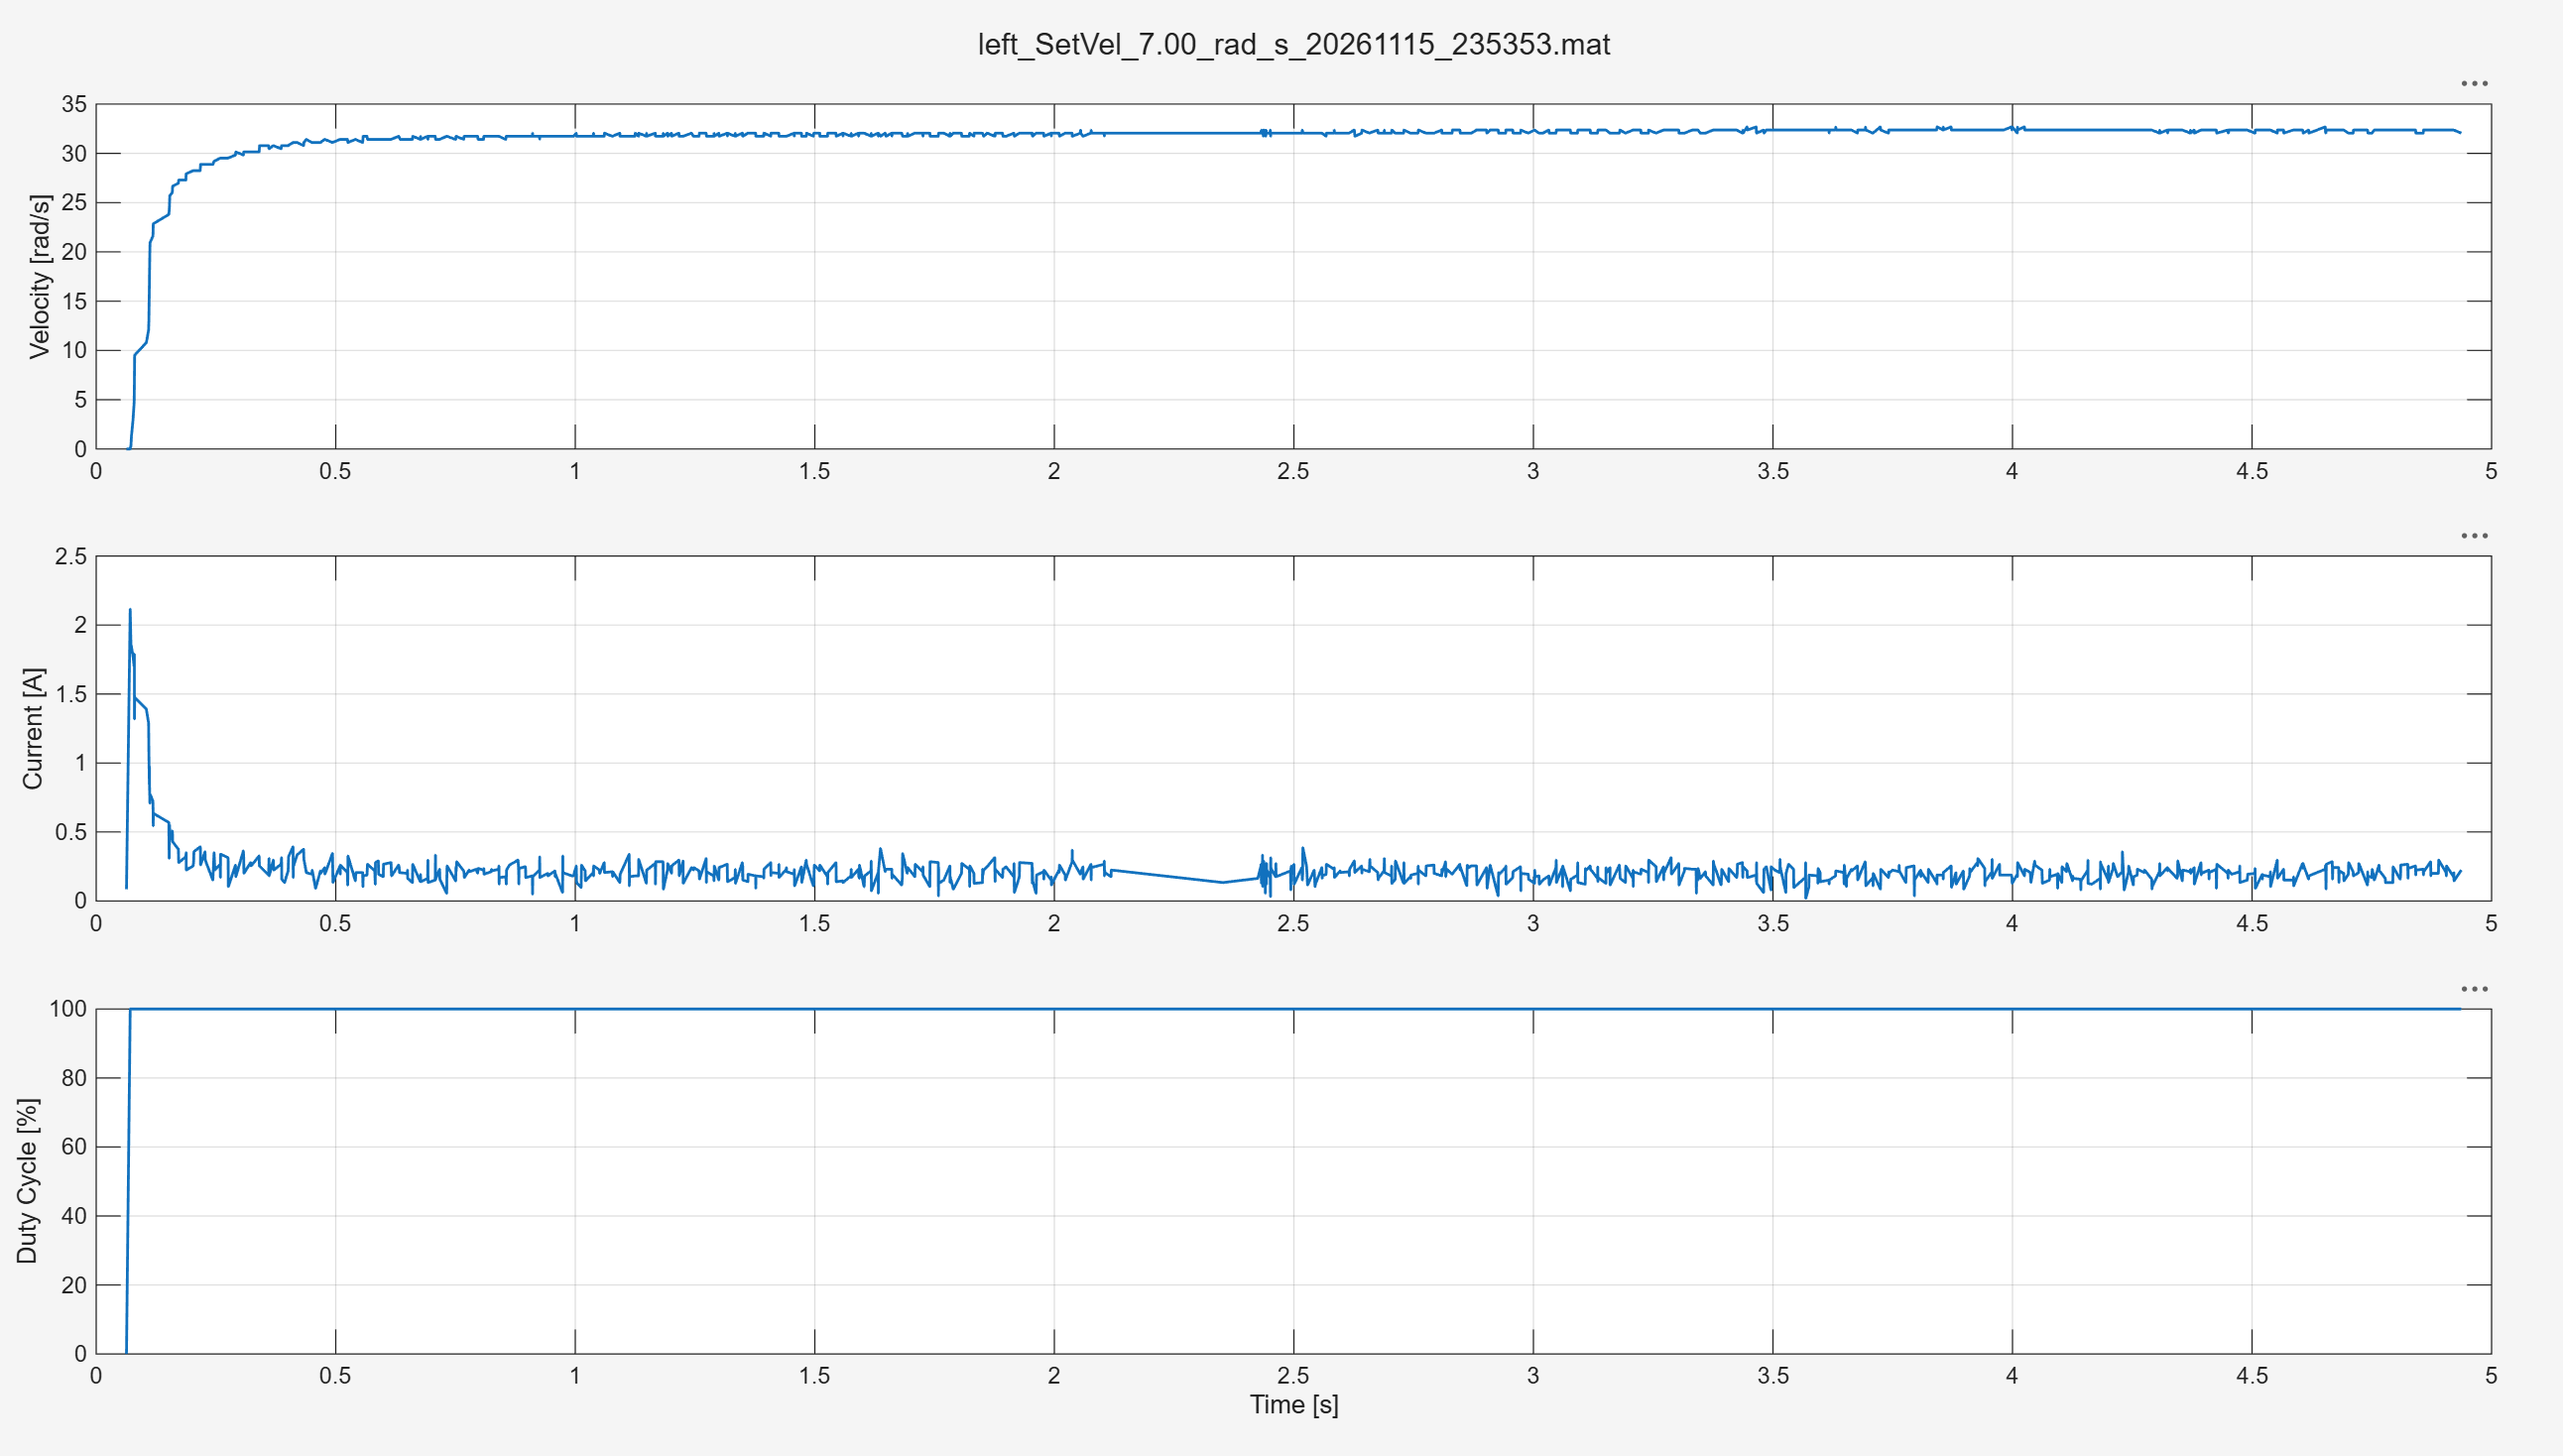 left_SetVel_7.00_rad_s_20261115_235353.mat
35
30
25
20
15
10
5
0
Velocity [rad/s]
0 0.5 1 1.5 2 2.5 3 3.5 4 4.5 5
2.5
2
1.5
1
0.5
0
Current [A]
0 0.5 1 1.5 2 2.5 3 3.5 4 4.5 5
100
80
60
40
20
0
Duty Cycle [%]
0 0.5 1 1.5 2 2.5 3 3.5 4 4.5 5
Time [s]